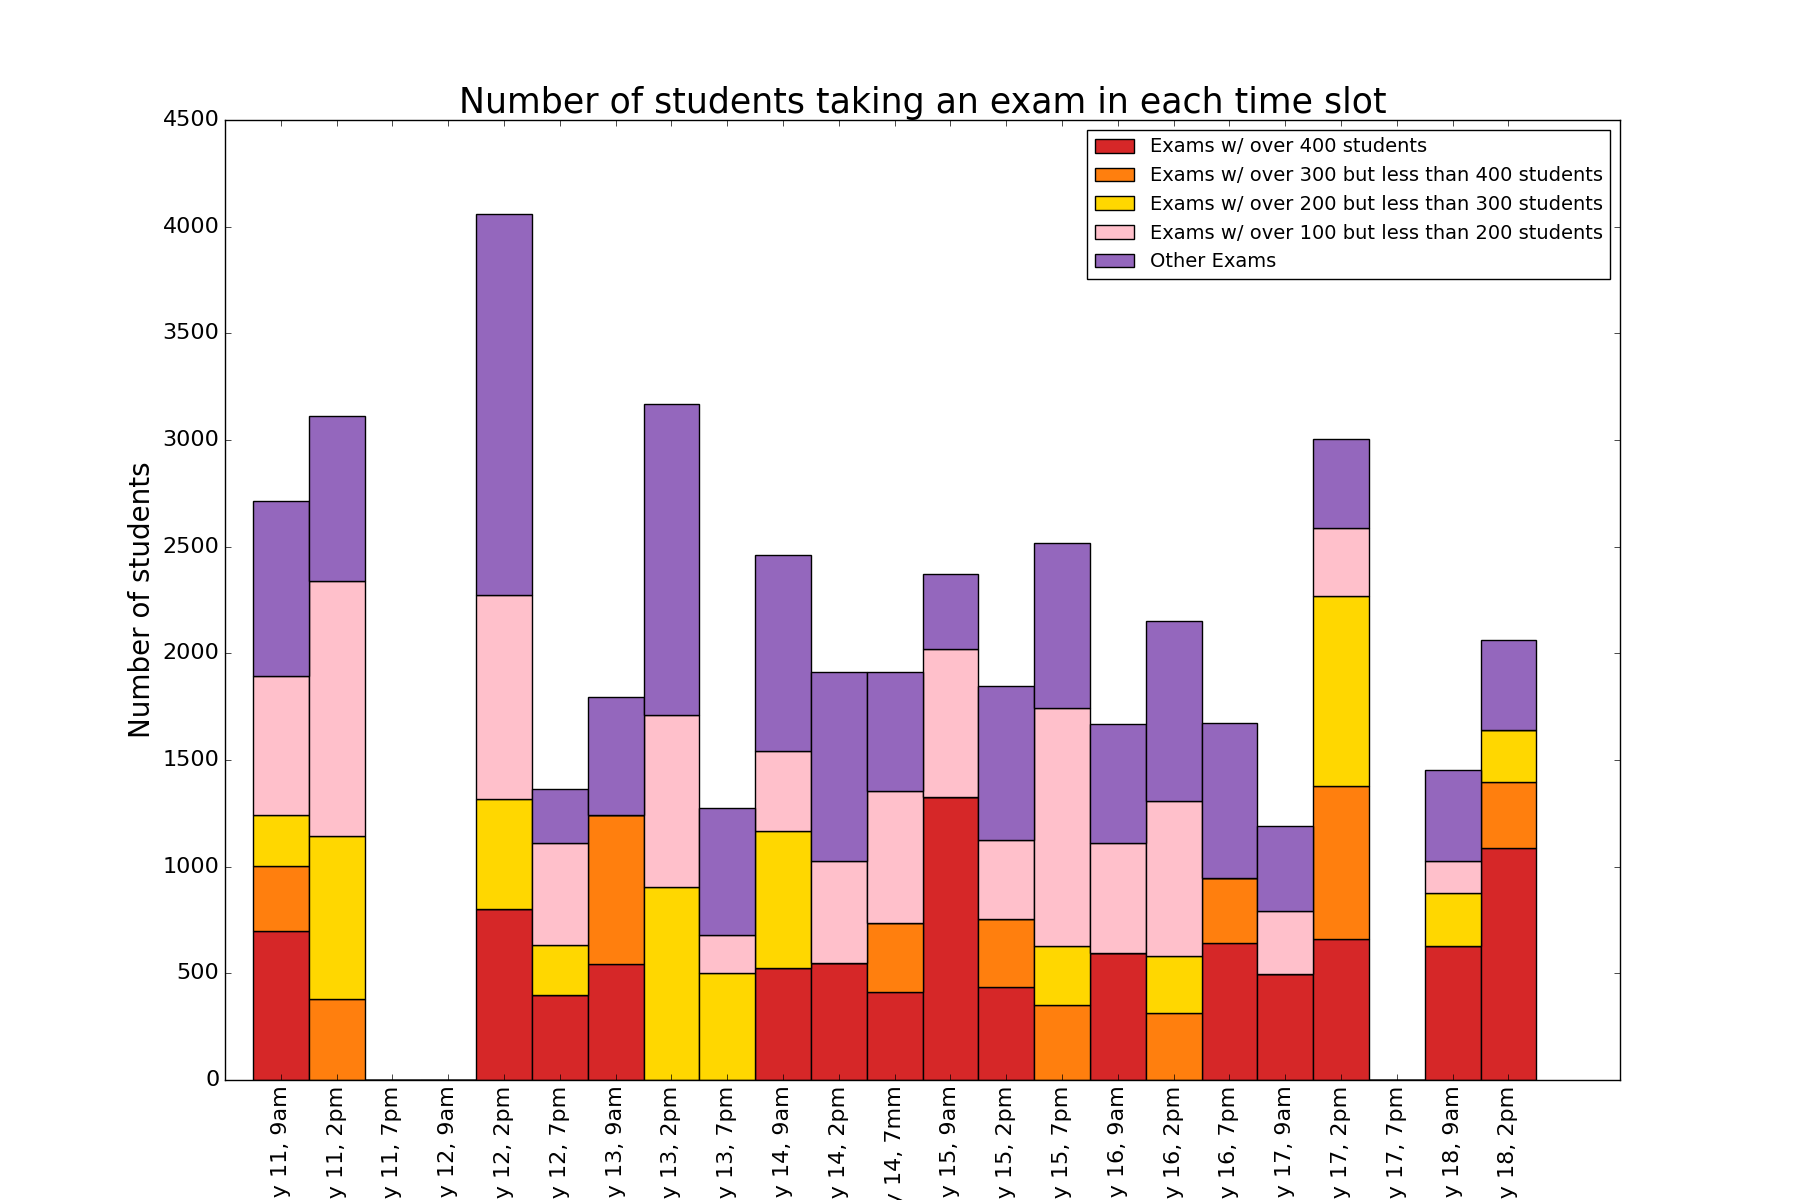 Number of students taking an exam in each time slot
Exams w/ over 400 students
Exams w/ over 300 but less than 400 students
Exams w/ over 200 but less than 300 students
Exams w/ over 100 but less than 200 students
Other Exams
Number of students
4500
4000
3500
3000
2500
2000
1500
1000
500
0
y 11, 9am
y 11, 2pm
y 11, 7pm
y 12, 9am
y 12, 2pm
y 12, 7pm
y 13, 9am
y 13, 2pm
y 13, 7pm
y 14, 9am
y 14, 2pm
y 14, 7mm
y 15, 9am
y 15, 2pm
y 15, 7pm
y 16, 9am
y 16, 2pm
y 16, 7pm
y 17, 9am
y 17, 2pm
y 17, 7pm
y 18, 9am
y 18, 2pm